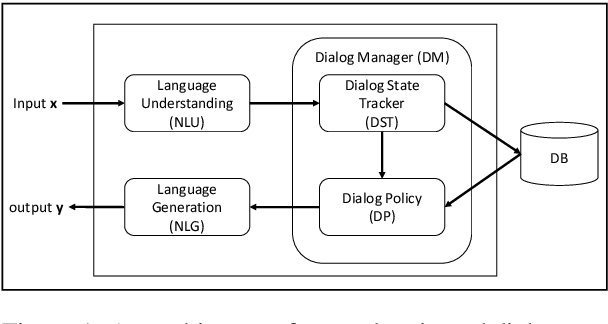 Dialog Manager (DM)
Input x
Language
Understanding
(NLU)
Dialog State
Tracker
(DST)
DB
output y
Language
Generation
(NLG)
Dialog Policy
(DP)